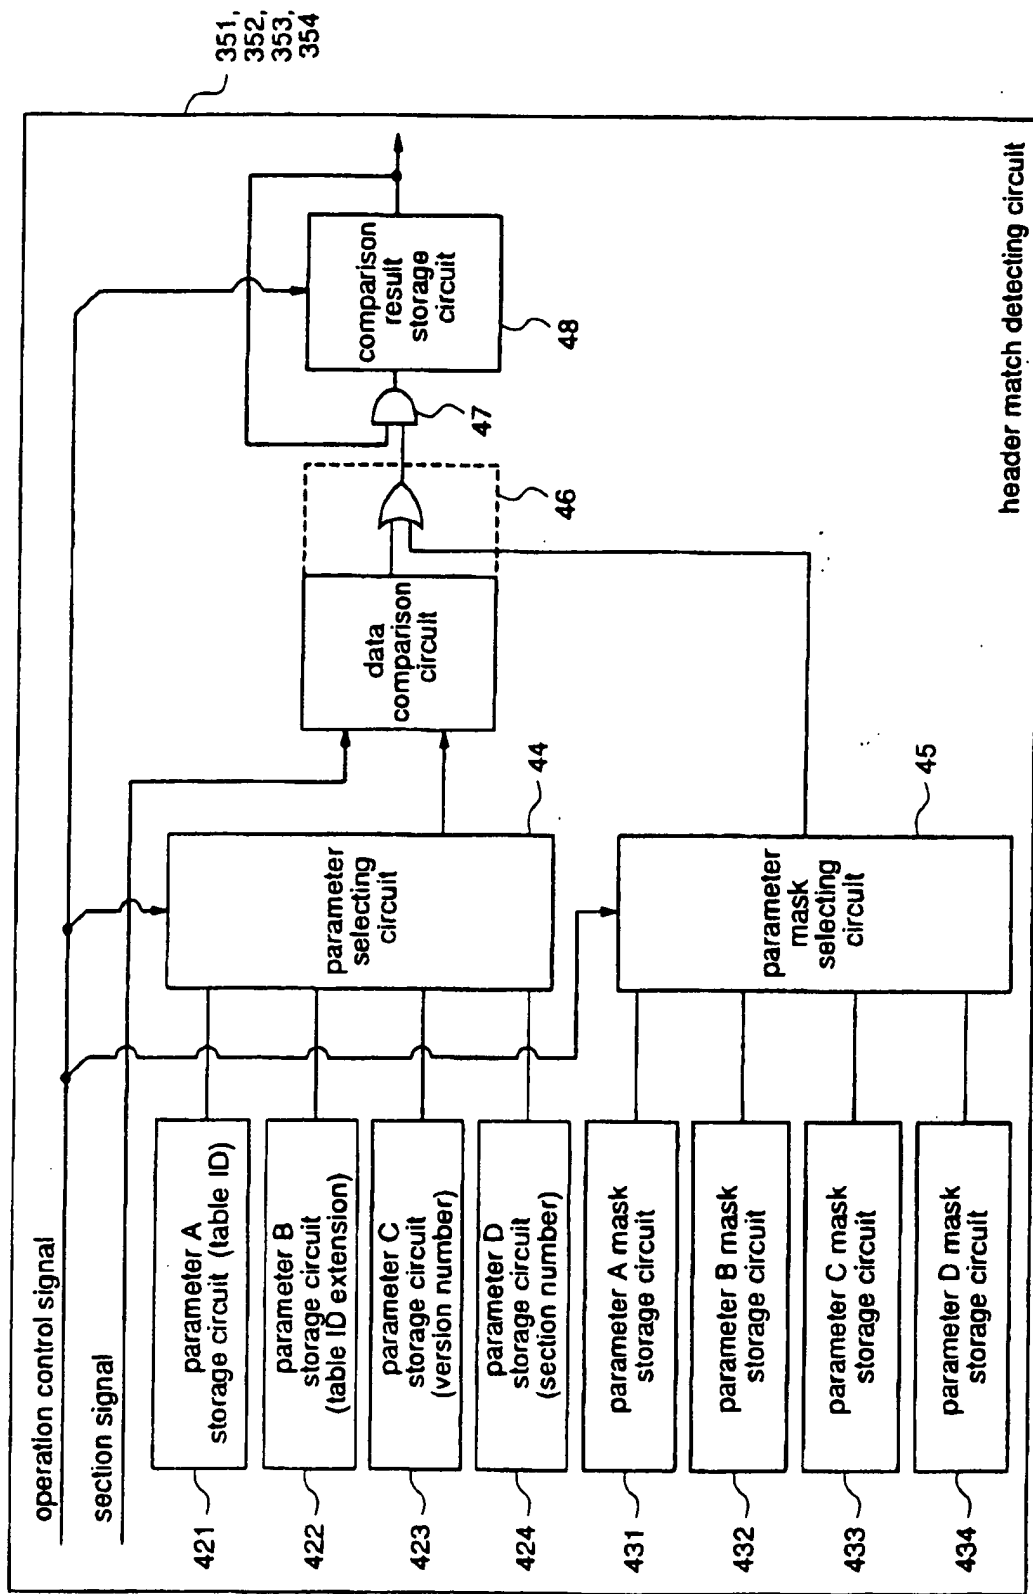 351,
352,
353,
354
operation control signal
section signal
421
parameter A
storage circuit (table ID)
422
parameter B
storage circuit
(table ID extension)
423
parameter C
storage circuit
(version number)
424
parameter D
storage circuit
(section number)
431
parameter A mask
storage circuit
432
parameter B mask
storage circuit
433
parameter C mask
storage circuit
434
parameter D mask
storage circuit
parameter
selecting
circuit
44
parameter
mask
selecting
circuit
45
data
comparison
circuit
46
47
comparison
result
storage
circuit
48
header match detecting circuit